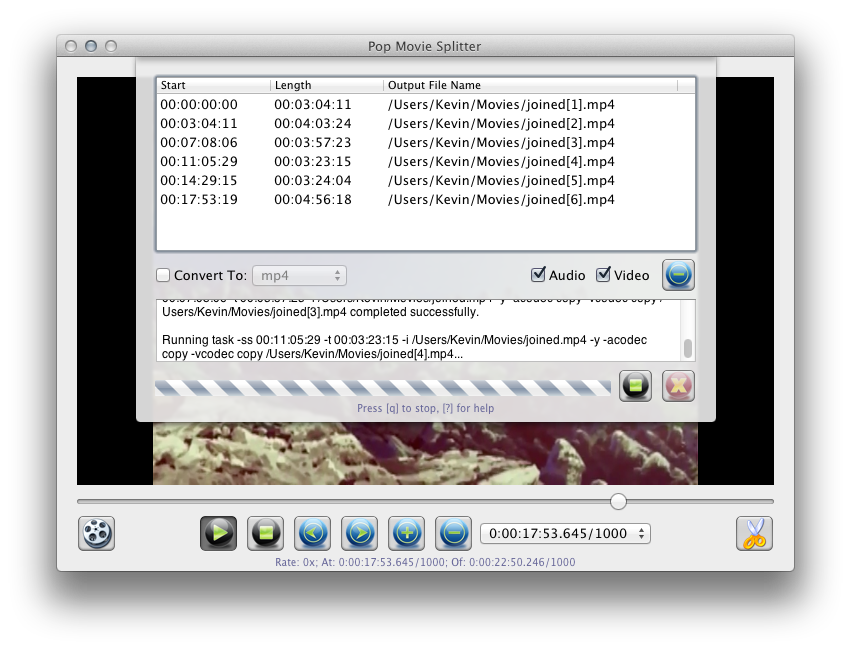 Pop Movie Splitter
Start Length Output File Name
00:00:00:00 00:03:04:11 /Users/Kevin/Movies/joined[1].mp4
00:03:04:11 00:04:03:24 /Users/Kevin/Movies/joined[2].mp4
00:07:08:06 00:03:57:23 /Users/Kevin/Movies/joined[3].mp4
00:11:05:29 00:03:23:15 /Users/Kevin/Movies/joined[4].mp4
00:14:29:15 00:03:24:04 /Users/Kevin/Movies/joined[5].mp4
00:17:53:19 00:04:56:18 /Users/Kevin/Movies/joined[6].mp4
Convert To: mp4 Audio Video
Users/Kevin/Movies/joined[3].mp4 completed successfully.
Running task -ss 00:11:05:29 -t 00:03:23:15 -i /Users/Kevin/Movies/joined.mp4 -y -acodec
copy -vcodec copy /Users/Kevin/Movies/joined[4].mp4...
Press [q] to stop, [?] for help
0:00:17:53.645/1000
Rate: 0x; At: 0:00:17:53.645/1000; Of: 0:00:22:50.246/1000